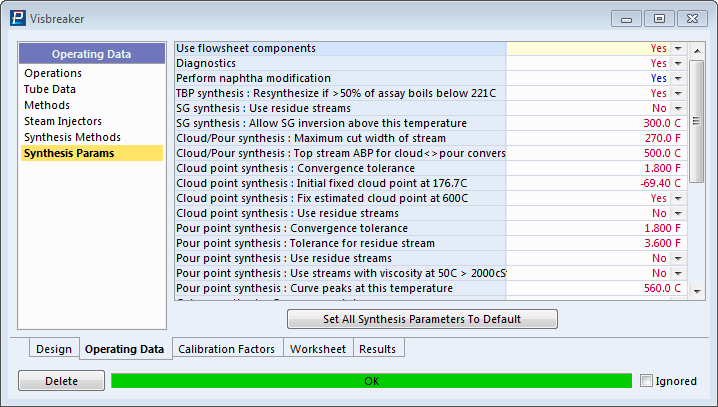 Visbreaker
Operating Data
Operations
Tube Data
Methods
Steam Injectors
Synthesis Methods
Synthesis Params
Use flowsheet components Yes
Diagnostics Yes
Perform naphtha modification Yes
TBP synthesis : Resynthesize if >50% of assay boils below 221C Yes
SG synthesis : Use residue streams No
SG synthesis : Allow SG inversion above this temperature 300.0 C
Cloud/Pour synthesis : Maximum cut width of stream 270.0 F
Cloud/Pour synthesis : Top stream ABP for cloud<>pour convers 500.0 C
Cloud point synthesis : Convergence tolerance 1.800 F
Cloud point synthesis : Initial fixed cloud point at 176.7C -69.40 C
Cloud point synthesis : Fix estimated cloud point at 600C Yes
Cloud point synthesis : Use residue streams No
Pour point synthesis : Convergence tolerance 1.800 F
Pour point synthesis : Tolerance for residue stream 3.600 F
Pour point synthesis : Use residue streams No
Pour point synthesis : Use streams with viscosity at 50C > 2000cSt No
Pour point synthesis : Curve peaks at this temperature 560.0 C
Set All Synthesis Parameters To Default
Design Operating Data Calibration Factors Worksheet Results
Delete OK Ignored